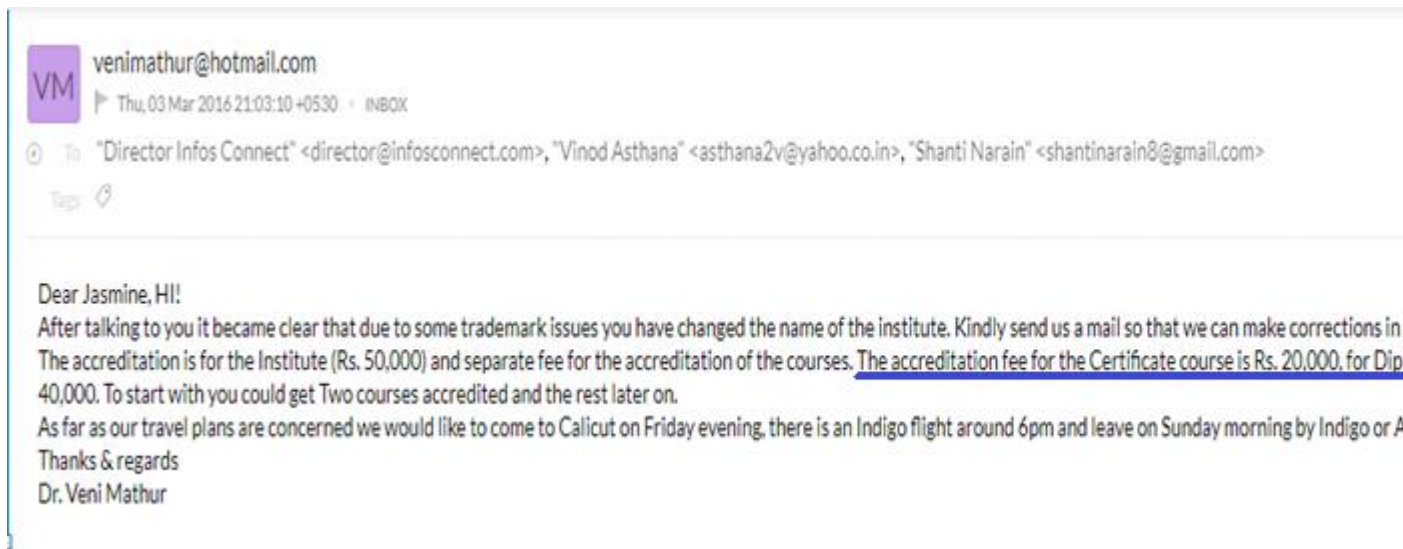 VM
venimathur@hotmail.com
Thu, 03 Mar 2016 21:03:10 +0530 • INBOX
To "Director Infos Connect" <director@infosconnect.com>, "Vinod Asthana" <asthana2v@yahoo.co.in>, "Shanti Narain" <shantinarain8@gmail.com>
Tags
Dear Jasmine, HI!
After talking to you it became clear that due to some trademark issues you have changed the name of the institute. Kindly send us a mail so that we can make corrections in
The accreditation is for the Institute (Rs. 50,000) and separate fee for the accreditation of the courses. The accreditation fee for the Certificate course is Rs. 20,000, for Dip
40,000. To start with you could get Two courses accredited and the rest later on.
As far as our travel plans are concerned we would like to come to Calicut on Friday evening, there is an Indigo flight around 6pm and leave on Sunday morning by Indigo or A
Thanks & regards
Dr. Veni Mathur